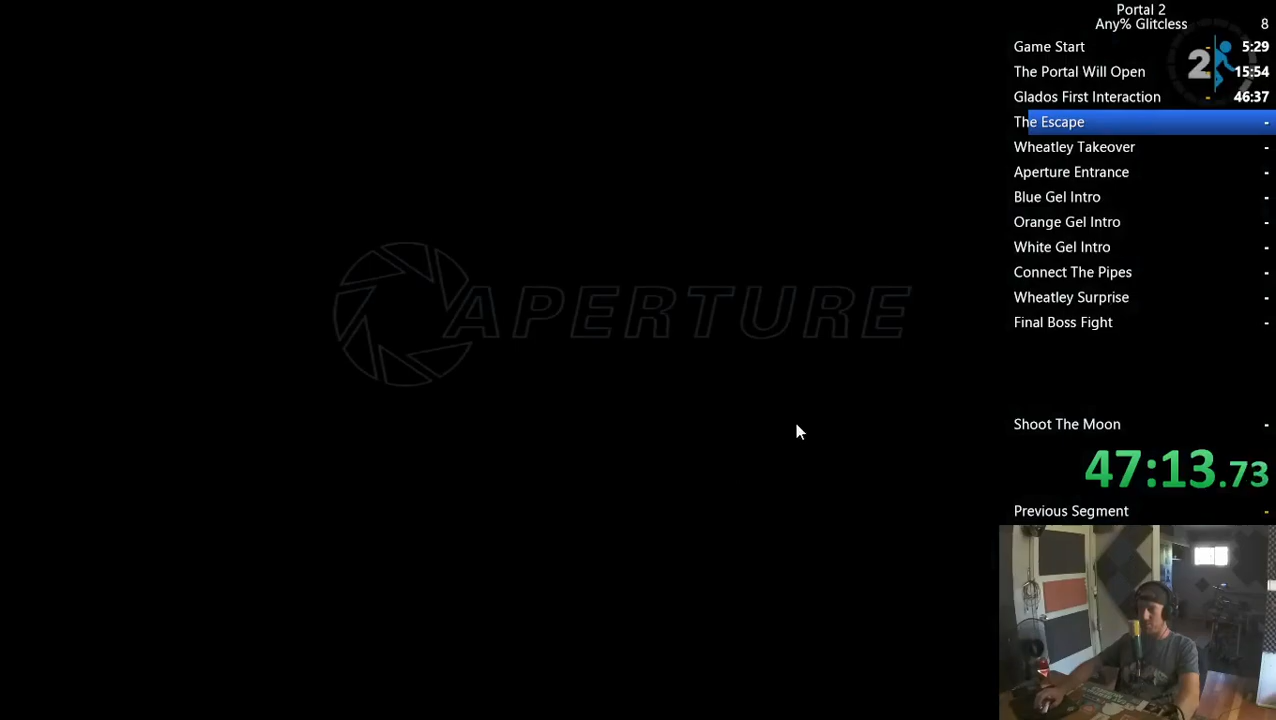 Portal 2
Any% Glitcless 8
Game Start - 5:29
2
The Portal Will Open 15:54
Glados First Interaction - 46:37
The Escape -
Wheatley Takeover -
Aperture Entrance -
Blue Gel Intro -
Orange Gel Intro -
White Gel Intro -
Connect The Pipes -
Wheatley Surprise -
Final Boss Fight -
APERTURE
Shoot The Moon -
47:13.73
Previous Segment -